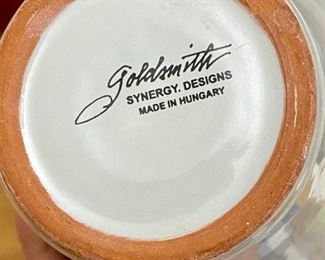 goldsmith
SYNERGY. DESIGNS
MADE IN HUNGARY